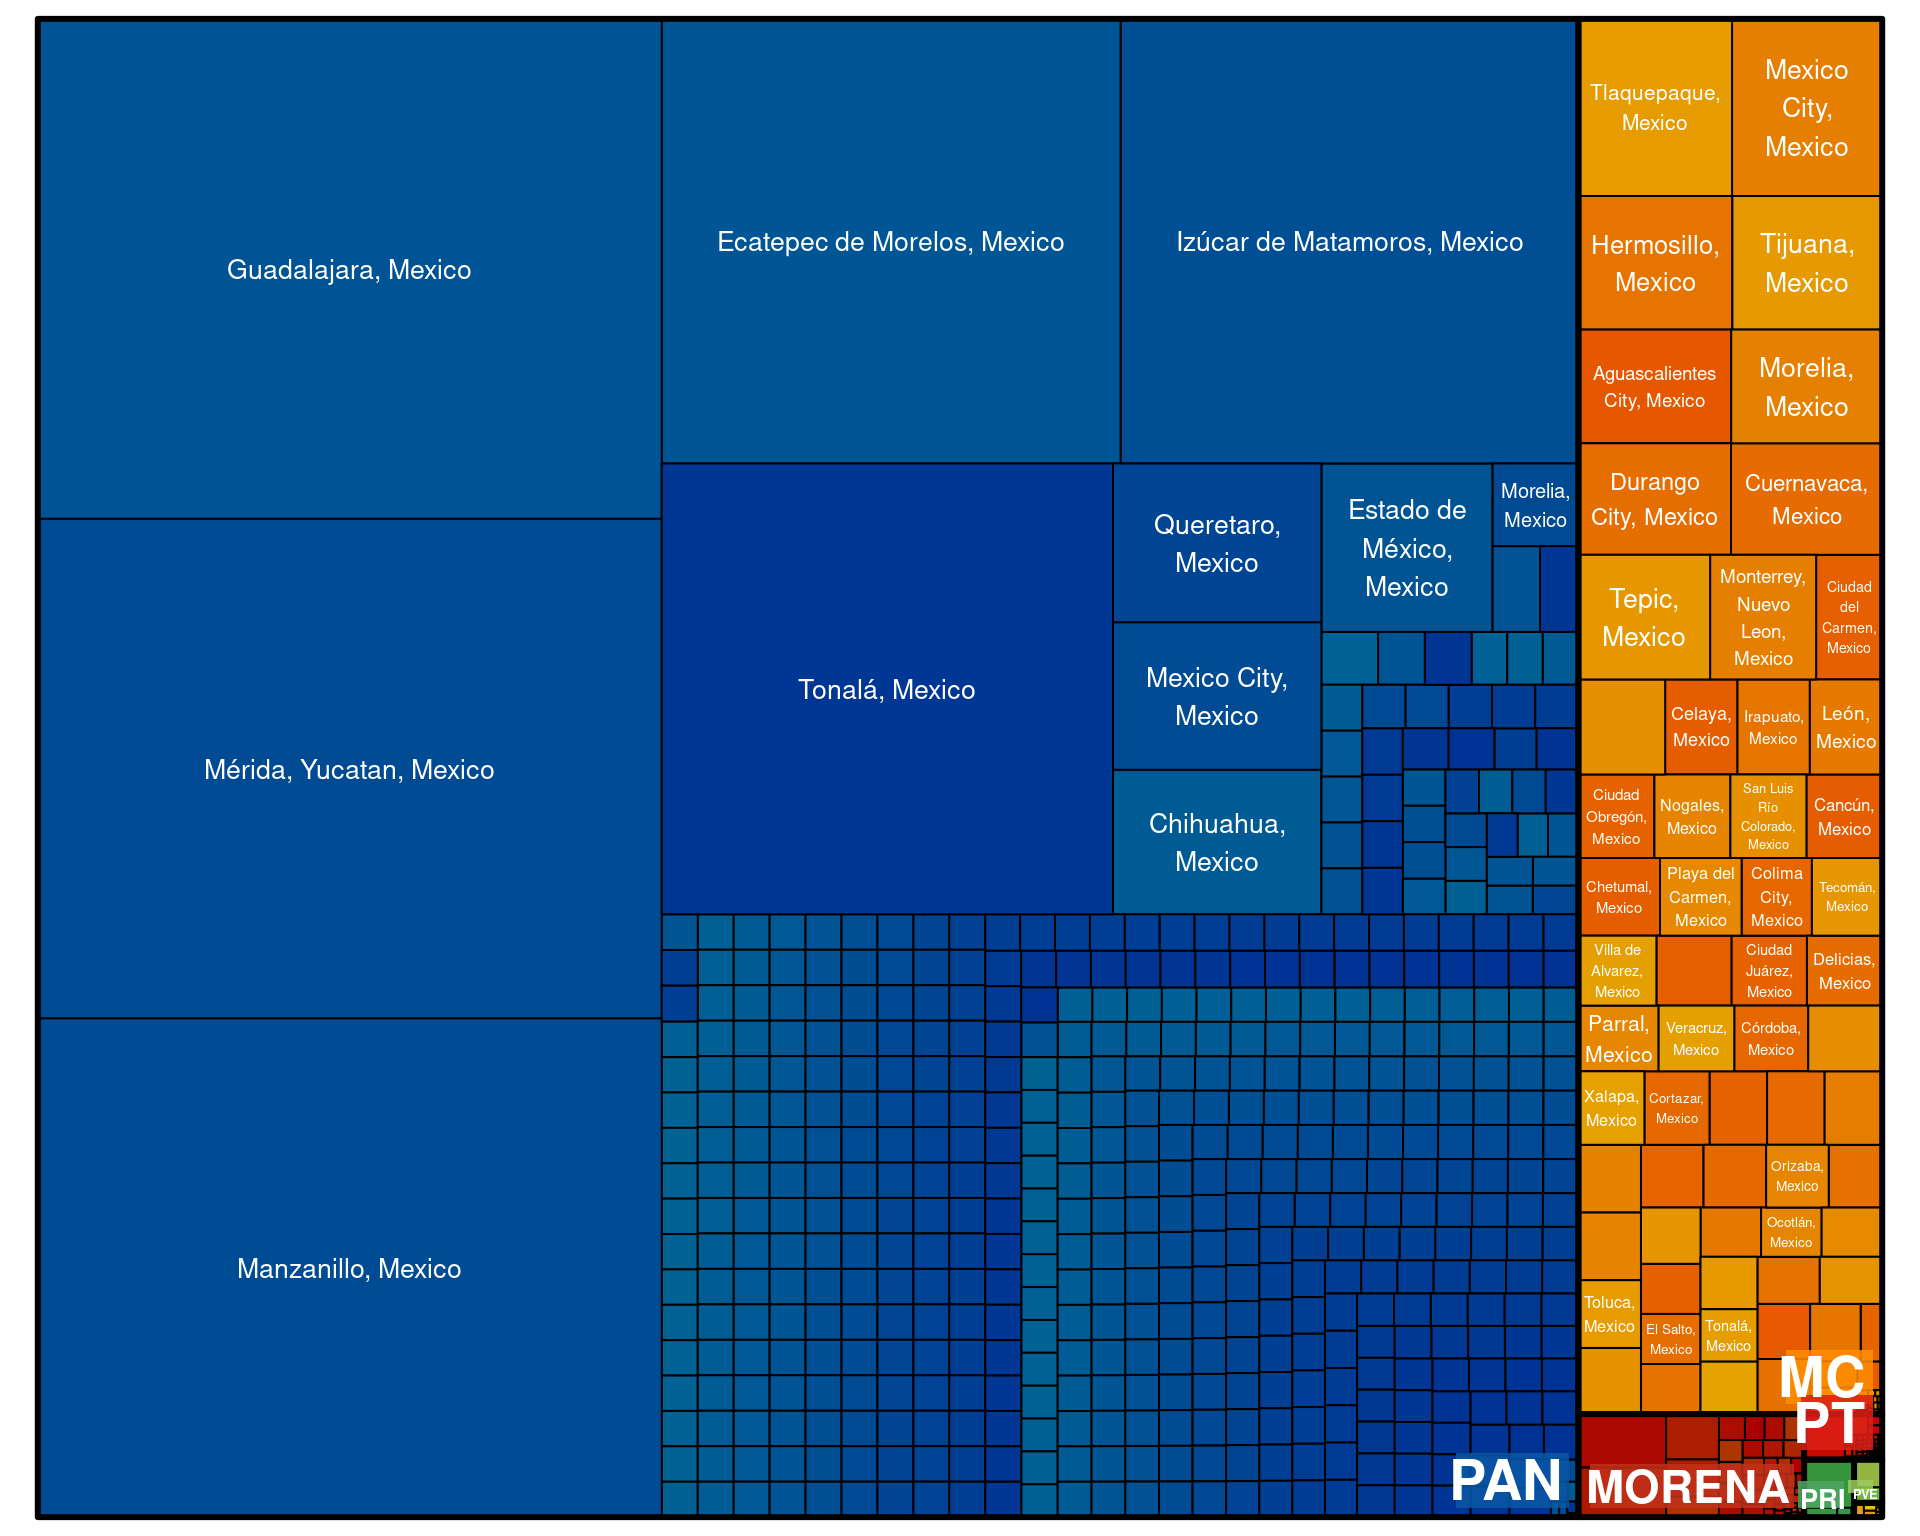 Guadalajara, Mexico
Mérida, Yucatan, Mexico
Manzanillo, Mexico
Ecatepec de Morelos, Mexico
Izúcar de Matamoros, Mexico
Tonalá, Mexico
Queretaro,
Mexico
Mexico City,
Mexico
Chihuahua,
Mexico
Estado de
México,
Mexico
Morelia,
Mexico
PAN
Tlaquepaque,
Mexico
Mexico
City,
Mexico
Hermosillo,
Mexico
Tijuana,
Mexico
Aguascalientes
City, Mexico
Morelia,
Mexico
Durango
City, Mexico
Cuernavaca,
Mexico
Tepic,
Mexico
Monterrey,
Nuevo
Leon,
Mexico
Ciudad
del
Carmen,
Mexico
Celaya,
Mexico
Irapuato,
Mexico
León,
Mexico
Ciudad
Obregón,
Mexico
Nogales,
Mexico
San Luis
Río
Colorado,
Mexico
Cancún,
Mexico
Chetumal,
Mexico
Playa del
Carmen,
Mexico
Colima
City,
Mexico
Tecomán,
Mexico
Villa de
Alvarez,
Mexico
Ciudad
Juárez,
Mexico
Delicias,
Mexico
Parral,
Mexico
Veracruz,
Mexico
Córdoba,
Mexico
Xalapa,
Mexico
Cortazar,
Mexico
Orizaba,
Mexico
Ocotlán,
Mexico
Toluca,
Mexico
El Salto,
Mexico
Tonalá,
Mexico
MC
PT
MORENA
PRI
PVE